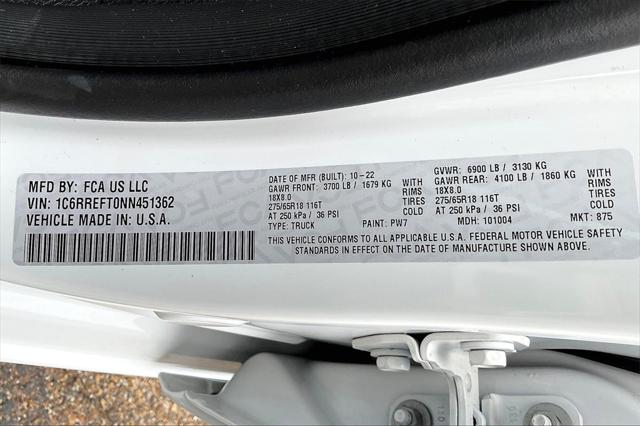 MFD BY: FCA US LLC
VIN: 1C6RREFT0NN451362
VEHICLE MADE IN: U.S.A.
DATE OF MFR (BUILT): 10-22
GAWR FRONT: 3700 LB / 1679 KG
WITH
18X8.0 RIMS
275/65R18 116T TIRES
AT 250 kPa / 36 PSI COLD
TYPE: TRUCK PAINT: PW7
GVWR: 6900 LB / 3130 KG
GAWR REAR: 4100 LB / 1860 KG
WITH
18X8.0 RIMS
275/65R18 116T TIRES
AT 250 kPa / 36 PSI COLD
MDH: 101004 MKT: 875
THIS VEHICLE CONFORMS TO ALL APPLICABLE U.S.A. FEDERAL MOTOR VEHICLE SAFETY
STANDARDS IN EFFECT ON THE DATE OF MANUFACTURE SHOWN ABOVE.